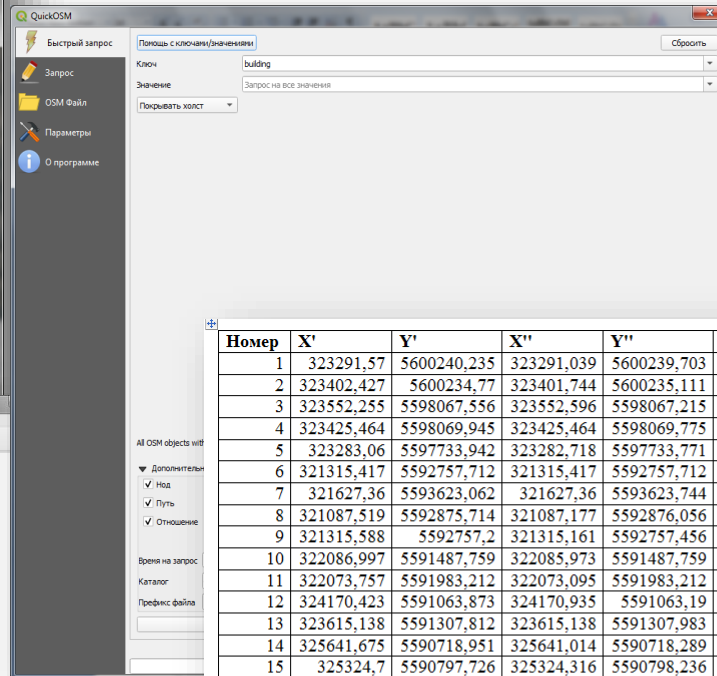 QuickOSM
Быстрый запрос
Запрос
OSM Файл
Параметры
О программе
Помощь с ключами/значениями
Сбросить
Ключ
building
Значение
Запрос на все значения
Покрывать холст
All OSM objects with
Дополнительн
Нод
Путь
Отношение
Время на запрос
Каталог
Префикс файла
Номер X' Y' X'' Y''
1 323291,57 5600240,235 323291,039 5600239,703
2 323402,427 5600234,77 323401,744 5600235,111
3 323552,255 5598067,556 323552,596 5598067,215
4 323425,464 5598069,945 323425,464 5598069,775
5 323283,06 5597733,942 323282,718 5597733,771
6 321315,417 5592757,712 321315,417 5592757,712
7 321627,36 5593623,062 321627,36 5593623,744
8 321087,519 5592875,714 321087,177 5592876,056
9 321315,588 5592757,2 321315,161 5592757,456
10 322086,997 5591487,759 322085,973 5591487,759
11 322073,757 5591983,212 322073,095 5591983,212
12 324170,423 5591063,873 324170,935 5591063,19
13 323615,138 5591307,812 323615,138 5591307,983
14 325641,675 5590718,951 325641,014 5590718,289
15 325324,7 5590797,726 325324,316 5590798,236